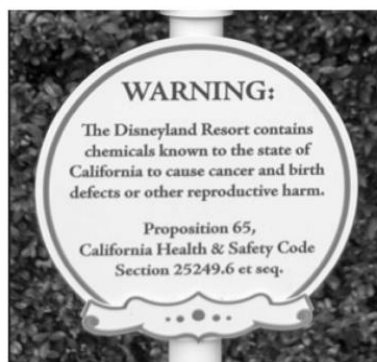 WARNING:
The Disneyland Resort contains
chemicals known to the state of
California to cause cancer and birth
defects or other reproductive harm.
Proposition 65,
California Health & Safety Code
Section 25249.6 et seq.